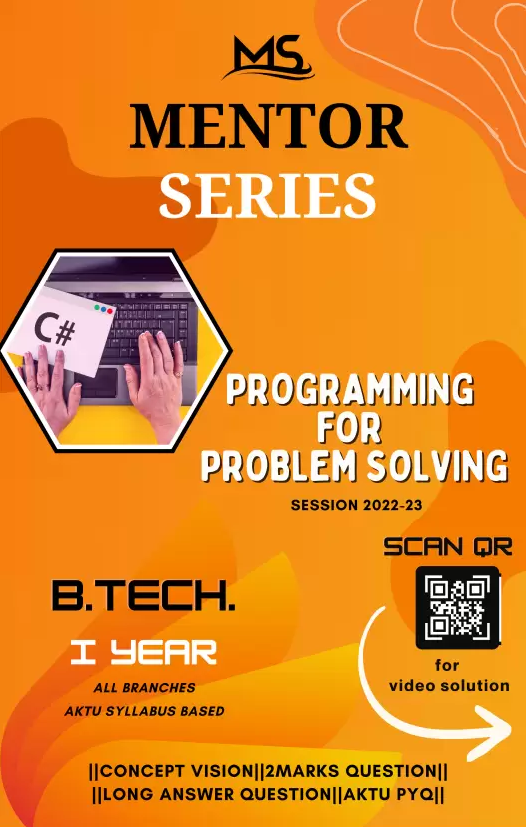 MS
MENTOR
SERIES
C#
PROGRAMMING
FOR
PROBLEM SOLVING
SESSION 2022-23
SCAN QR
B.TECH.
I YEAR
for
video solution
ALL BRANCHES
AKTU SYLLABUS BASED
||CONCEPT VISION||2MARKS QUESTION||
||LONG ANSWER QUESTION||AKTU PYQ||